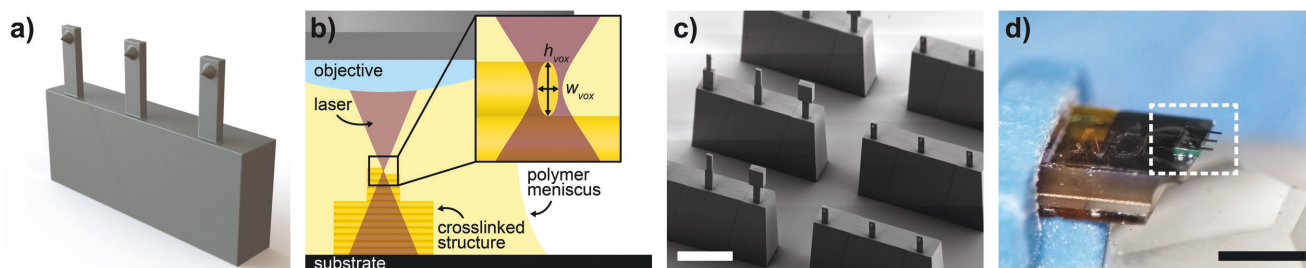 a)
b)
objective
laser
h_vox
w_vox
polymer
meniscus
crosslinked
structure
substrate
c)
d)